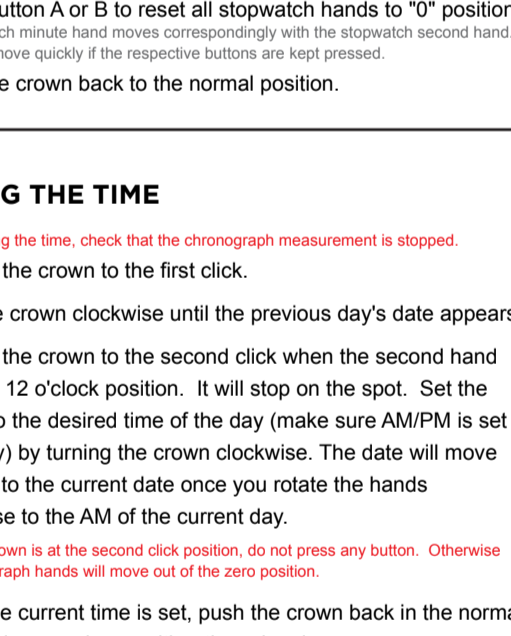 utton A or B to reset all stopwatch hands to "0" position
ch minute hand moves correspondingly with the stopwatch second hand.
nove quickly if the respective buttons are kept pressed.
e crown back to the normal position.
G THE TIME
g the time, check that the chronograph measurement is stopped.
the crown to the first click.
e crown clockwise until the previous day's date appears
the crown to the second click when the second hand
12 o'clock position. It will stop on the spot. Set the
o the desired time of the day (make sure AM/PM is set
y) by turning the crown clockwise. The date will move
to the current date once you rotate the hands
se to the AM of the current day.
own is at the second click position, do not press any button. Otherwise
raph hands will move out of the zero position.
e current time is set, push the crown back in the norma